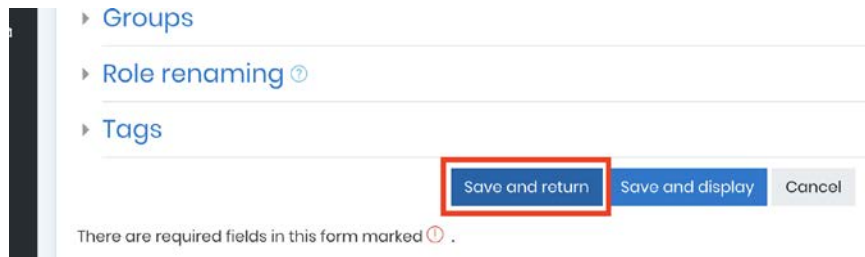 Groups
Role renaming
Tags
Save and return Save and display Cancel
There are required fields in this form marked .